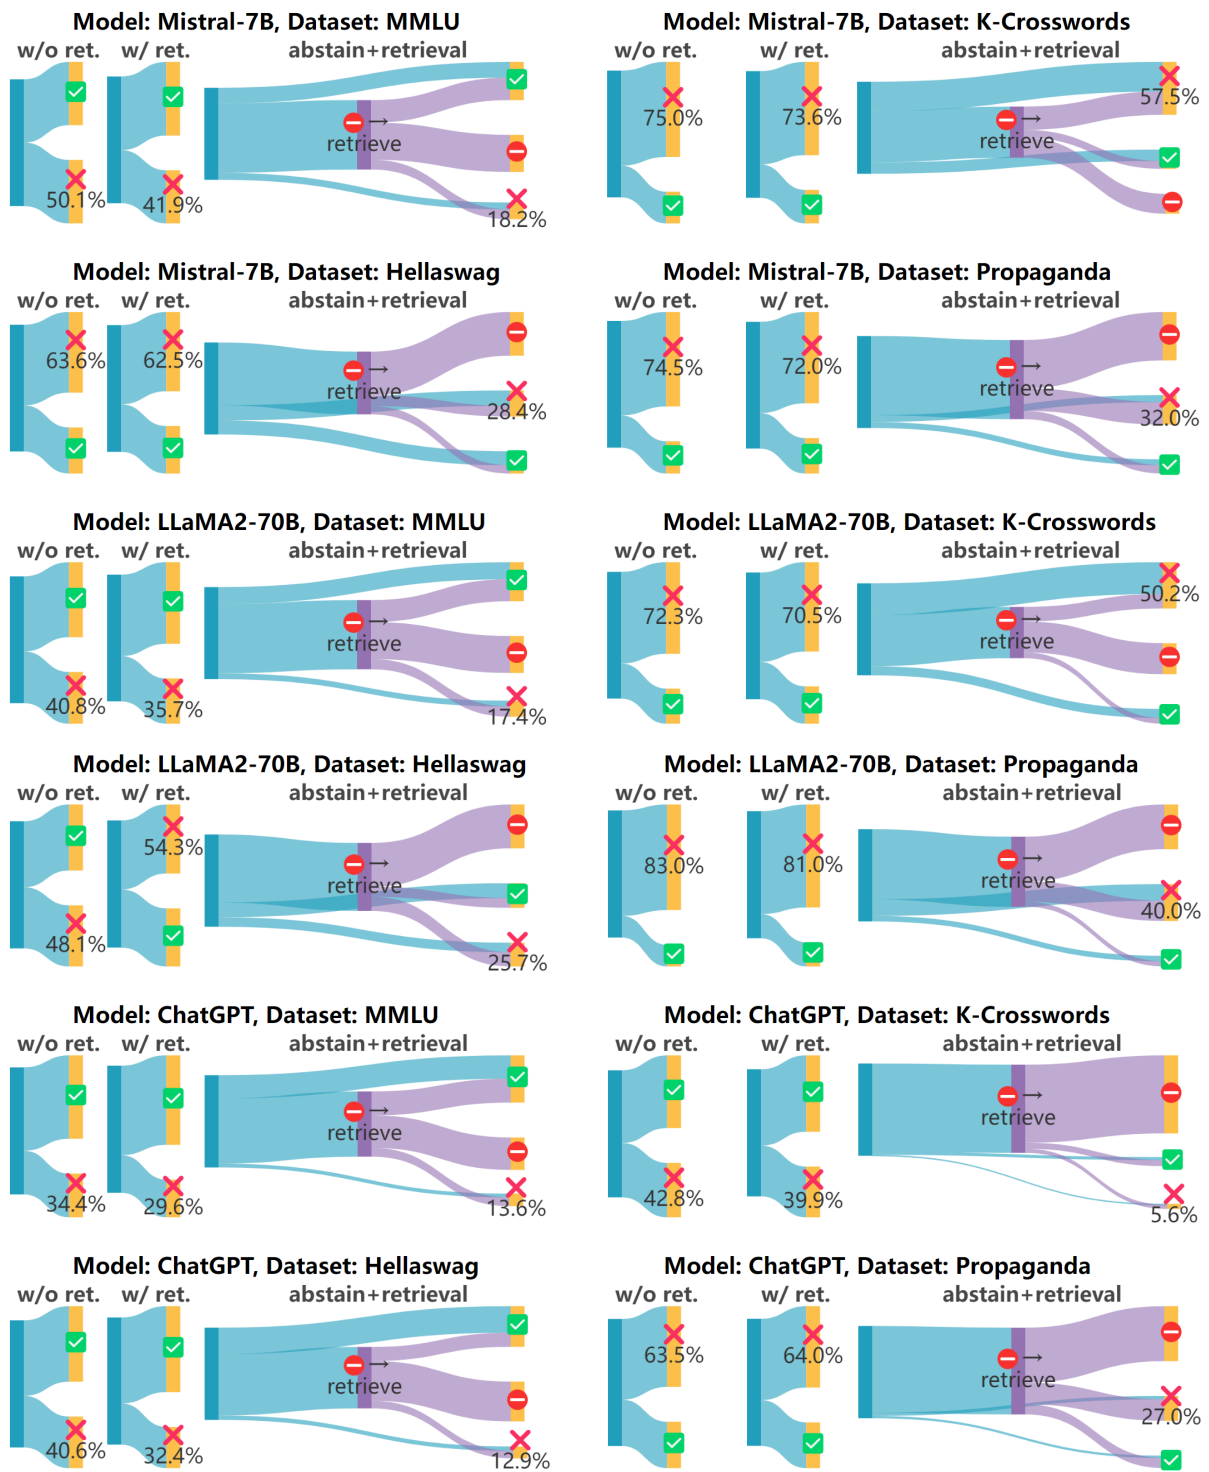 Model: Mistral-7B, Dataset: MMLU
w/o ret. w/ ret. abstain+retrieval
→
retrieve
50.1%
41.9%
18.2%
Model: Mistral-7B, Dataset: K-Crosswords
w/o ret. w/ ret. abstain+retrieval
75.0%
73.6%
→
retrieve
57.5%
Model: Mistral-7B, Dataset: Hellaswag
w/o ret. w/ ret. abstain+retrieval
63.6%
62.5%
→
retrieve
28.4%
Model: Mistral-7B, Dataset: Propaganda
w/o ret. w/ ret. abstain+retrieval
74.5%
72.0%
→
retrieve
32.0%
Model: LLaMA2-70B, Dataset: MMLU
w/o ret. w/ ret. abstain+retrieval
→
retrieve
40.8%
35.7%
17.4%
Model: LLaMA2-70B, Dataset: K-Crosswords
w/o ret. w/ ret. abstain+retrieval
72.3%
70.5%
→
retrieve
50.2%
Model: LLaMA2-70B, Dataset: Hellaswag
w/o ret. w/ ret. abstain+retrieval
54.3%
→
retrieve
48.1%
25.7%
Model: LLaMA2-70B, Dataset: Propaganda
w/o ret. w/ ret. abstain+retrieval
83.0%
81.0%
→
retrieve
40.0%
Model: ChatGPT, Dataset: MMLU
w/o ret. w/ ret. abstain+retrieval
→
retrieve
34.4%
29.6%
13.6%
Model: ChatGPT, Dataset: K-Crosswords
w/o ret. w/ ret. abstain+retrieval
→
retrieve
42.8%
39.9%
5.6%
Model: ChatGPT, Dataset: Hellaswag
w/o ret. w/ ret. abstain+retrieval
→
retrieve
40.6%
32.4%
12.9%
Model: ChatGPT, Dataset: Propaganda
w/o ret. w/ ret. abstain+retrieval
63.5%
64.0%
→
retrieve
27.0%